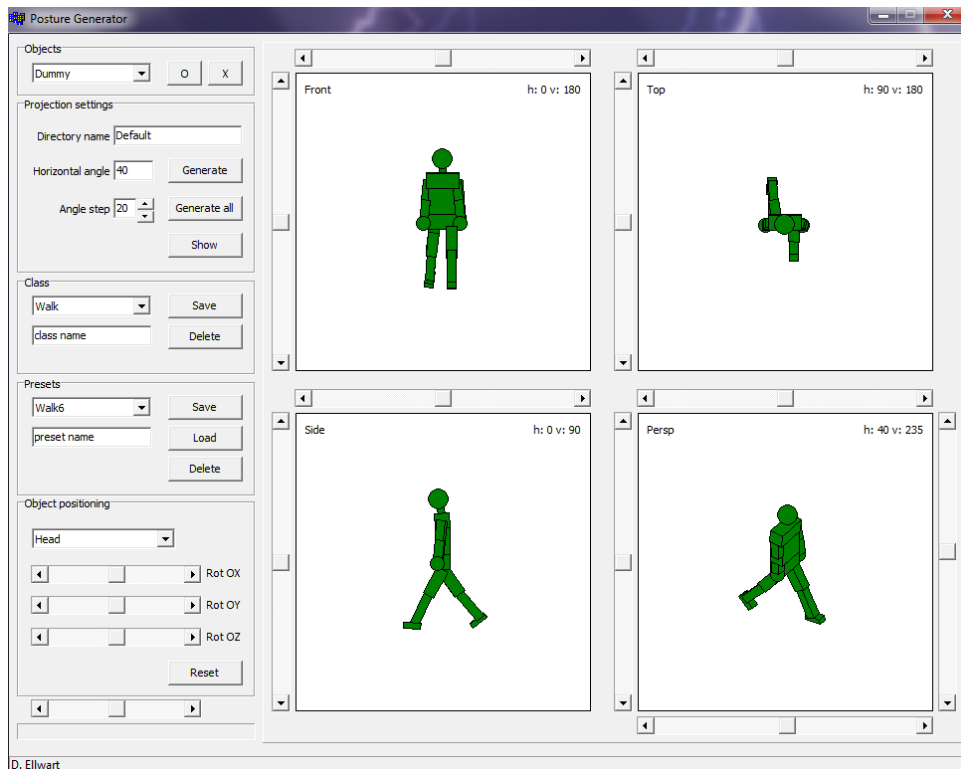 Posture Generator
Objects
Dummy
O X
Projection settings
Directory name Default
Horizontal angle 40 Generate
Angle step 20 Generate all
Show
Class
Walk Save
class name Delete
Presets
Walk6 Save
preset name Load
Delete
Object positioning
Head
Rot OX
Rot OY
Rot OZ
Reset
Front h: 0 v: 180
Top h: 90 v: 180
Side h: 0 v: 90
Persp h: 40 v: 235
D. Ellwart